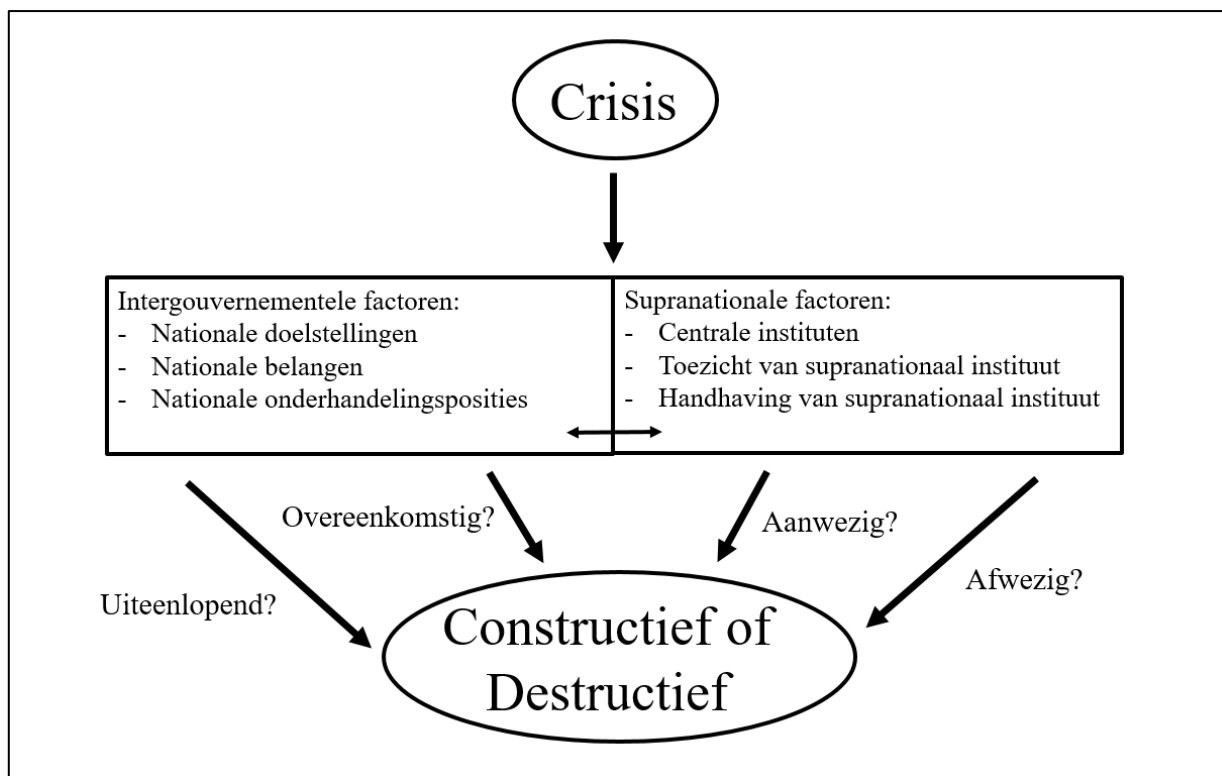 Crisis
Intergouvernementele factoren:
- Nationale doelstellingen
- Nationale belangen
- Nationale onderhandelingsposities
Supranationale factoren:
- Centrale instituten
- Toezicht van supranationaal instituut
- Handhaving van supranationaal instituut
Overeenkomstig?
Aanwezig?
Uiteenlopend?
Afwezig?
Constructief of
Destructief